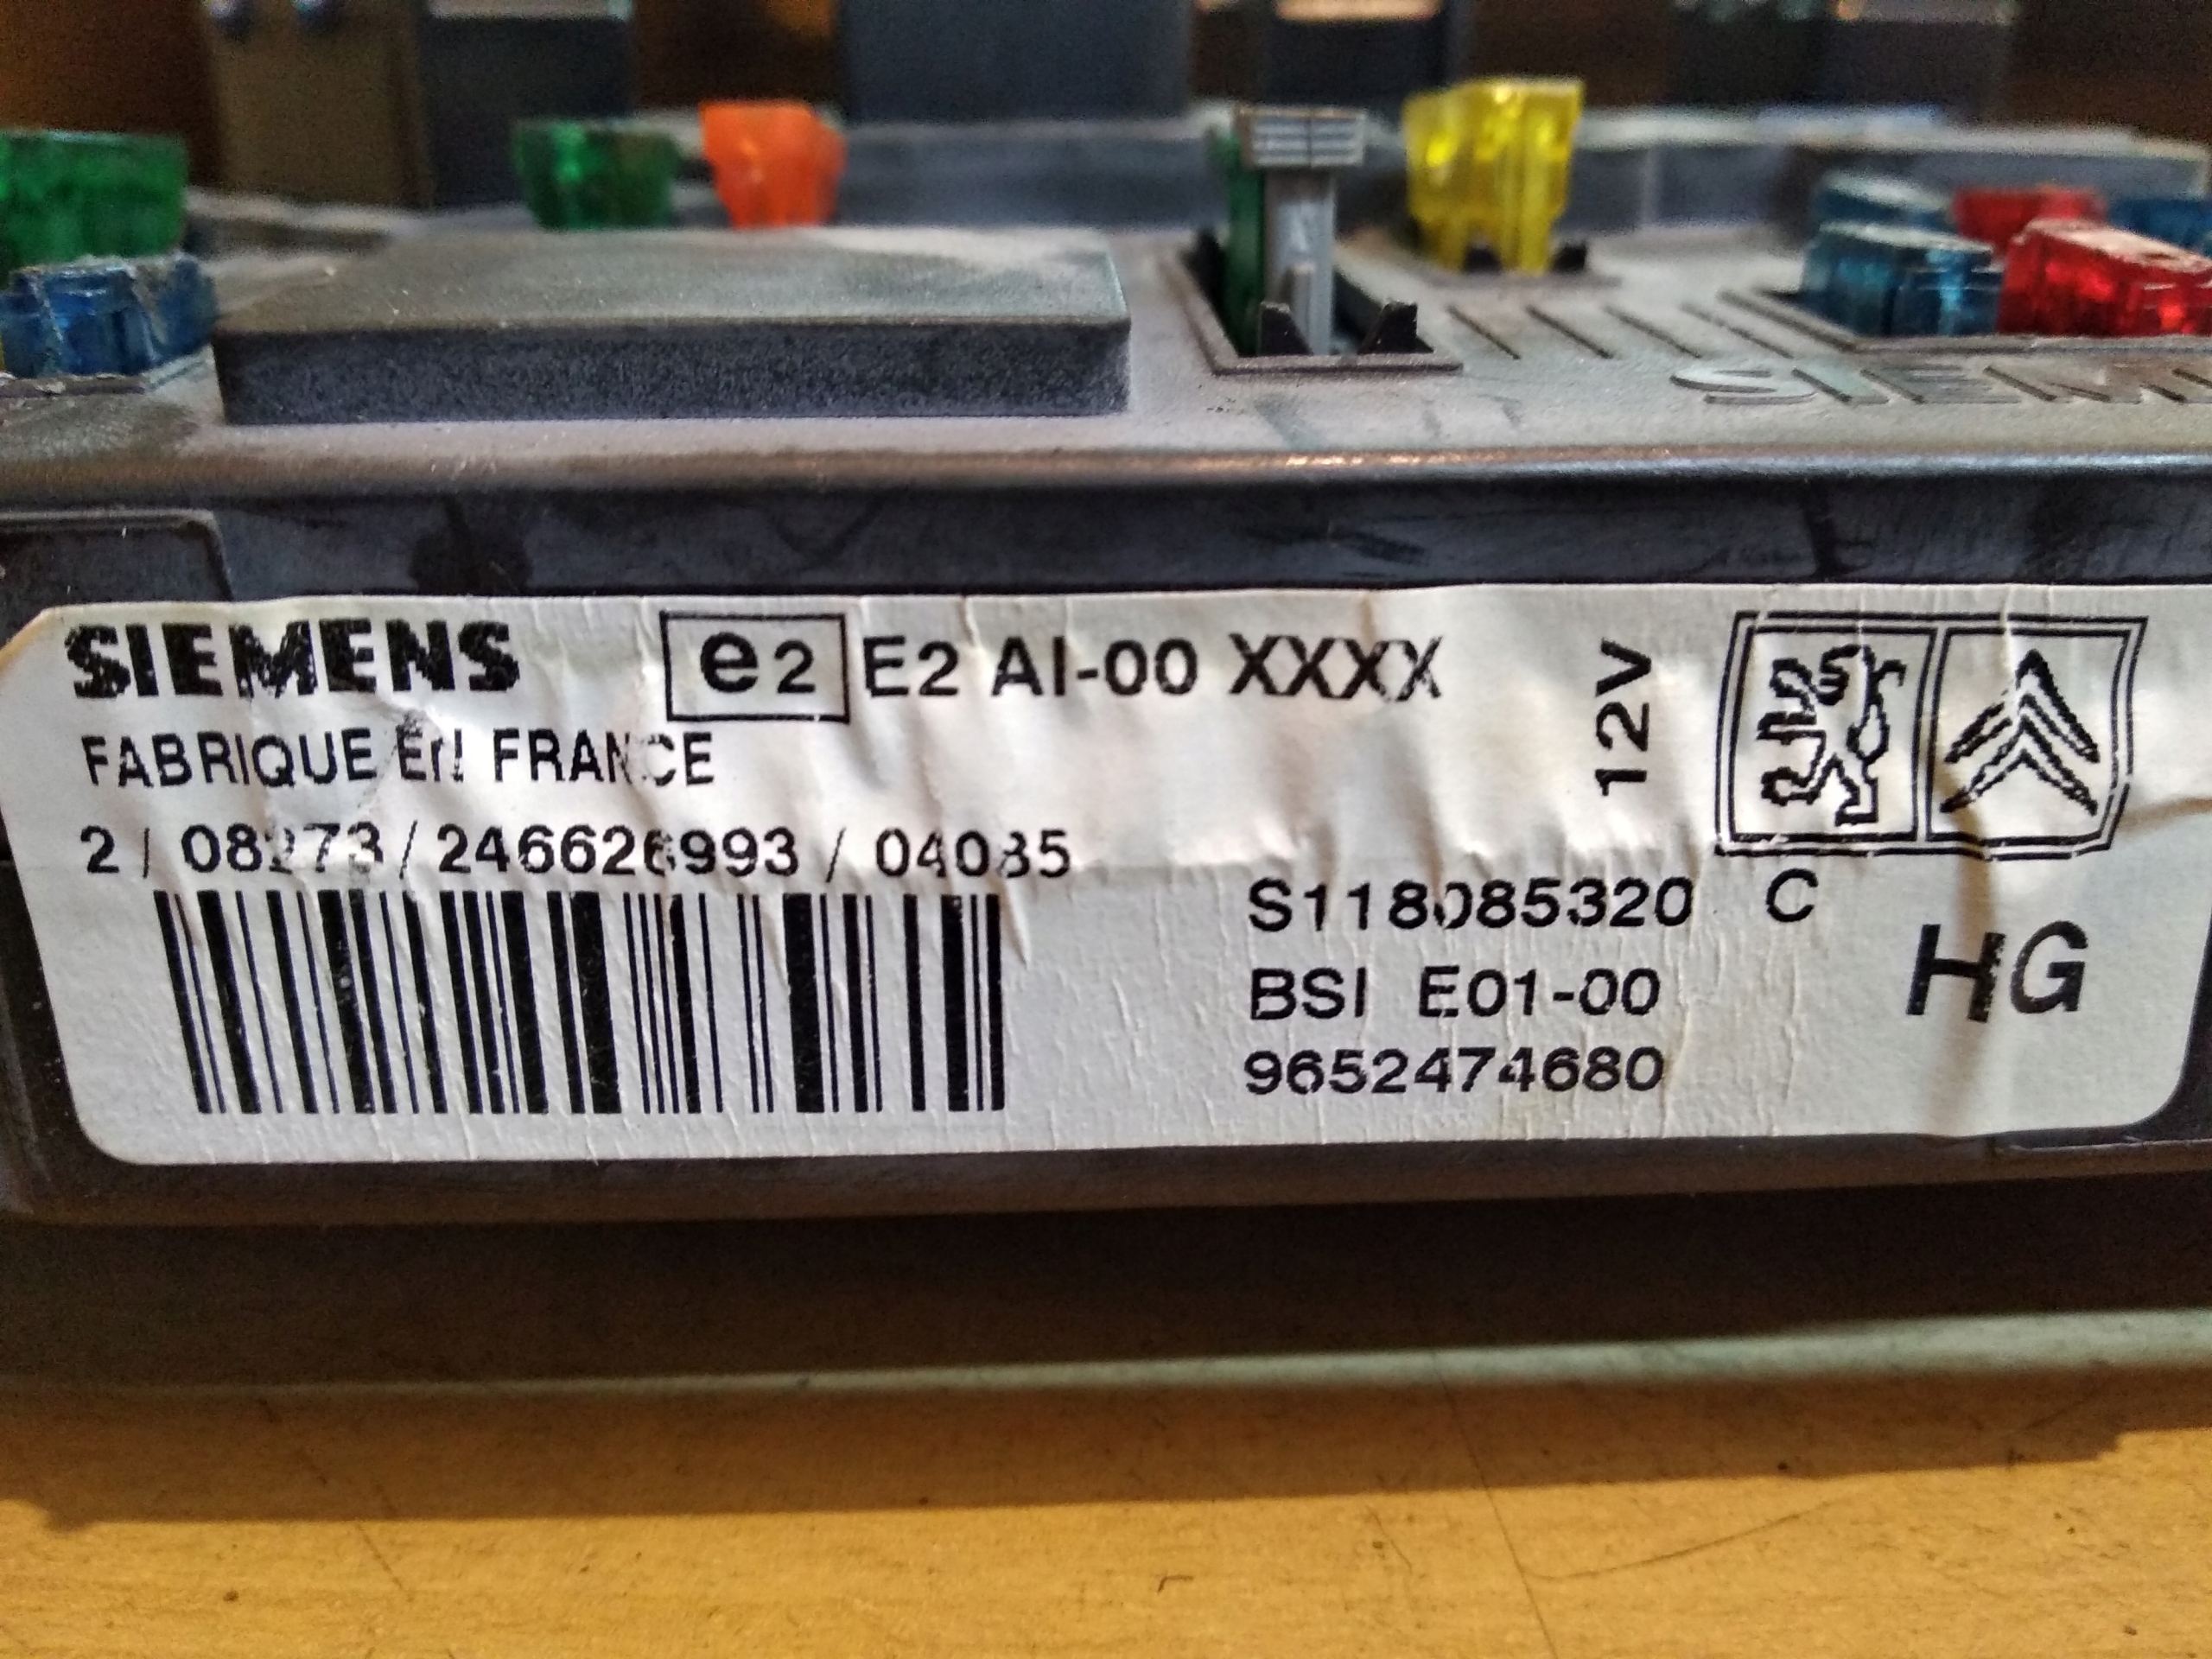 SIEM
SIEMENS e2 E2 AI-00 XXXX
12V
FABRIQUE En FRANCE
2 / 08273 / 246626993 / 04085
S118085320 C
HG
BSI E01-00
9652474680